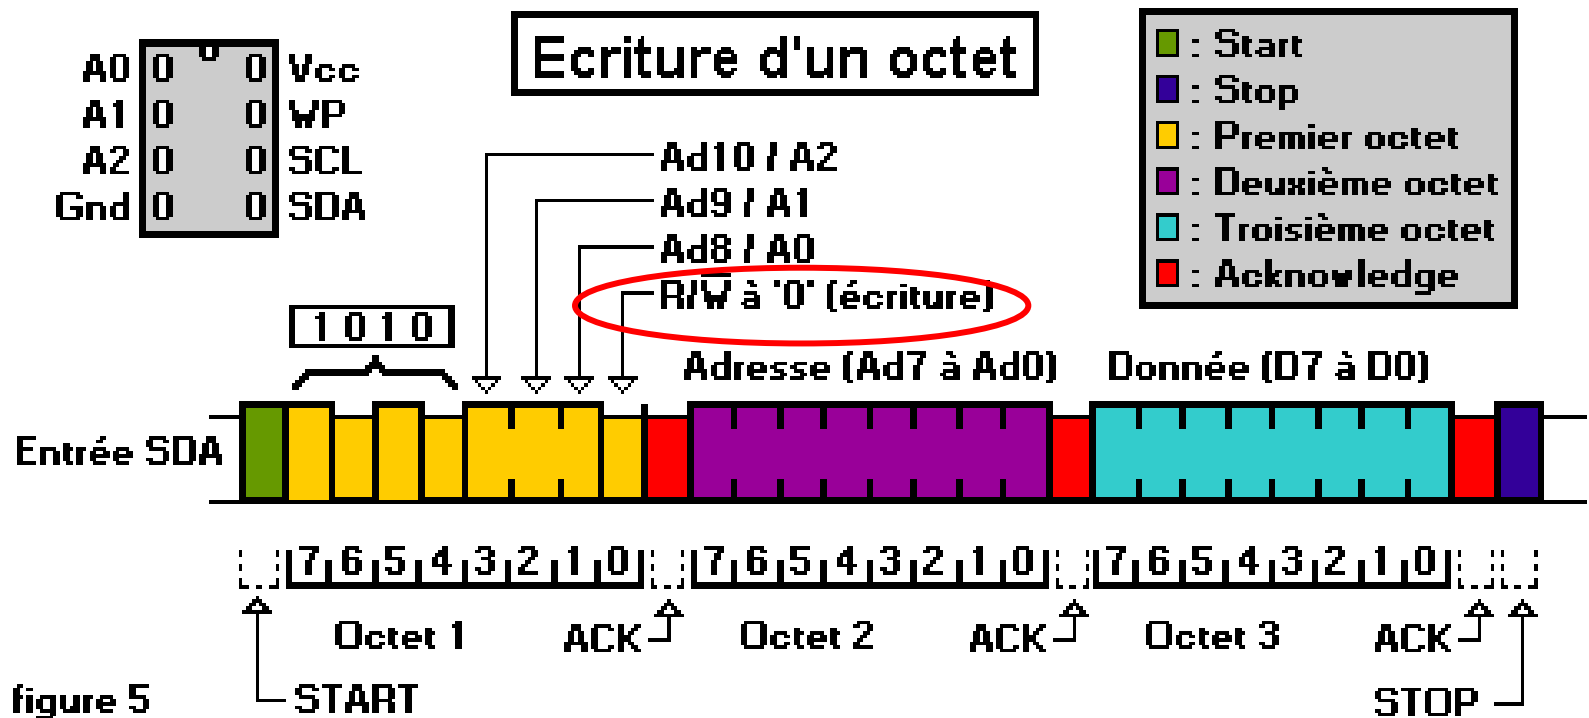 Ecriture d'un octet
A0 0 0 Vcc
A1 0 0 WP
A2 0 0 SCL
Gnd 0 0 SDA
: Start
: Stop
: Premier octet
: Deuxième octet
: Troisième octet
: Acknowledge
Ad10 / A2
Ad9 / A1
Ad8 / A0
R/W̅ à '0' (écriture)
1 0 1 0
Adresse (Ad7 à Ad0)
Donnée (D7 à D0)
Entrée SDA
7 6 5 4 3 2 1 0 7 6 5 4 3 2 1 0 7 6 5 4 3 2 1 0
Octet 1 ACK Octet 2 ACK Octet 3 ACK
figure 5 START STOP